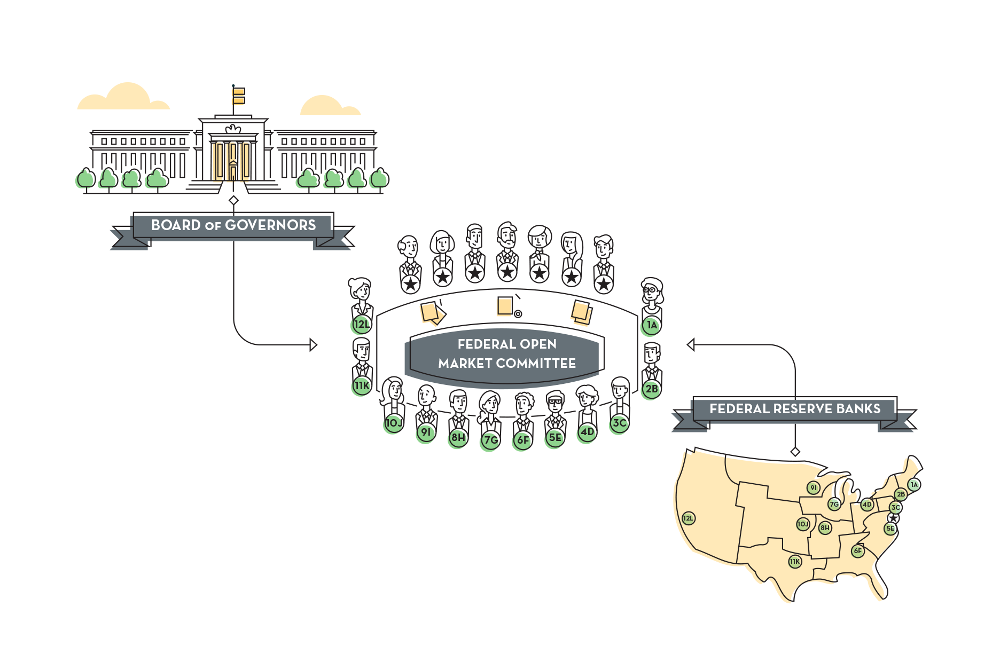 BOARD OF GOVERNORS
12L
1A
FEDERAL OPEN
MARKET COMMITTEE
11K
2B
10J
9I
8H
7G
6F
5E
4D
3C
FEDERAL RESERVE BANKS
1A
9I
2B
7G
4D
3C
12L
10J
8H
5E
6F
11K